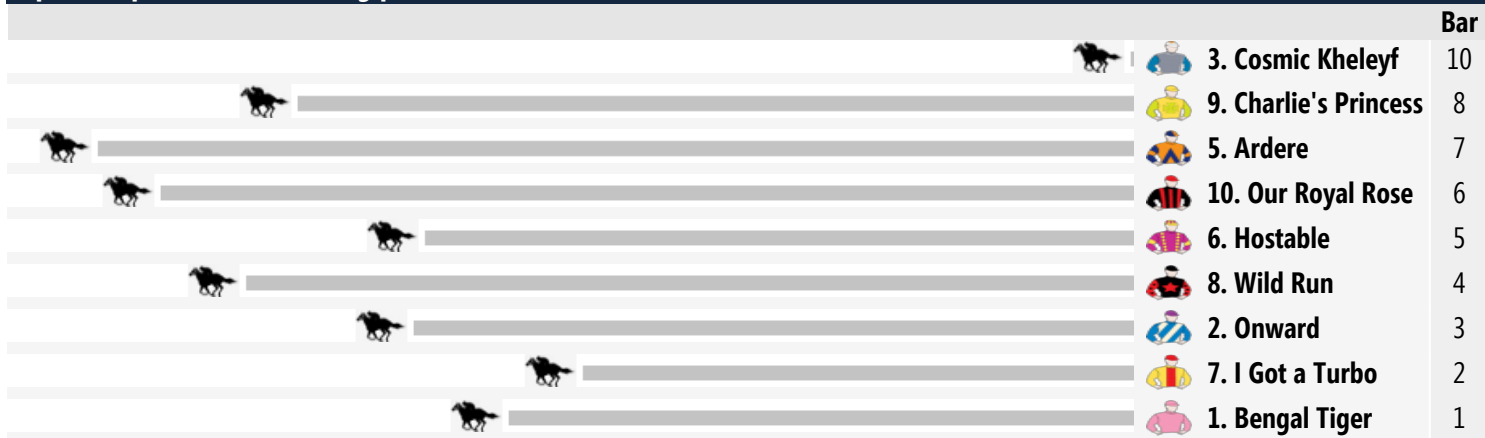 Bar
3. Cosmic Kheleyf 10
9. Charlie's Princess 8
5. Ardere 7
10. Our Royal Rose 6
6. Hostable 5
8. Wild Run 4
2. Onward 3
7. I Got a Turbo 2
1. Bengal Tiger 1